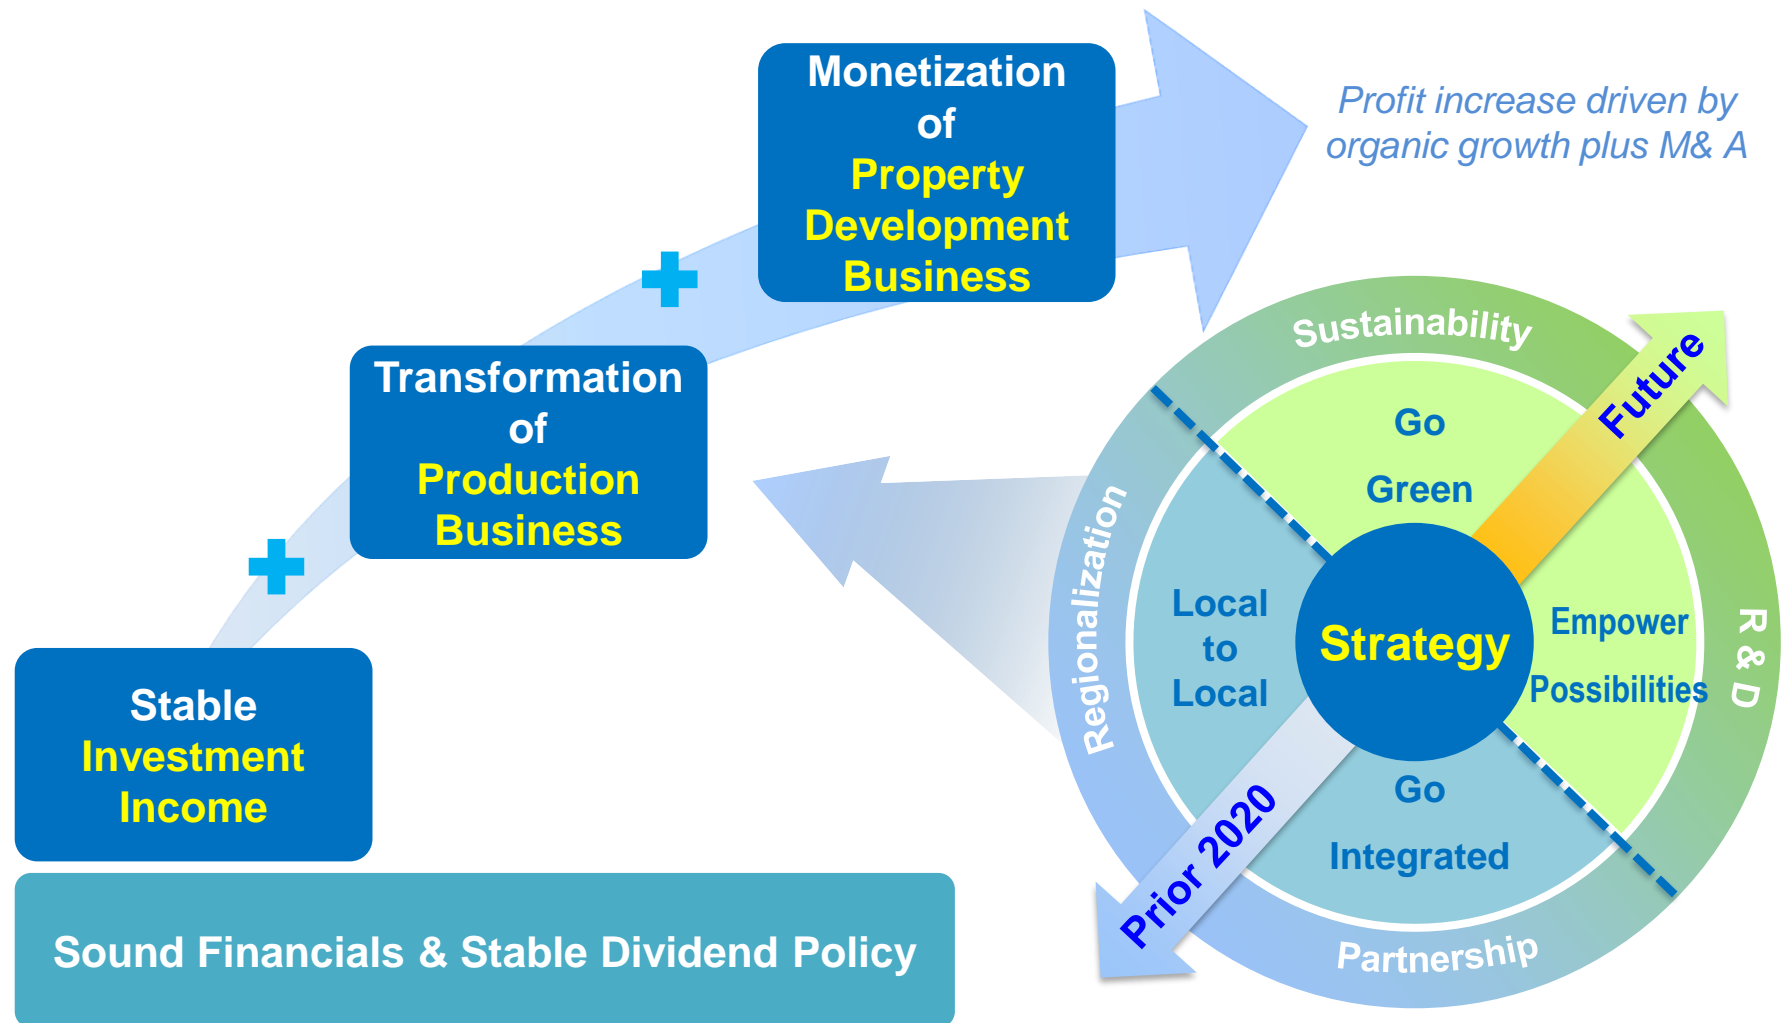 Monetization
of
Property
Development
Business
Profit increase driven by
organic growth plus M& A
Transformation
of
Production
Business
Stable
Investment
Income
Sound Financials & Stable Dividend Policy
Sustainability
Future
Go
Green
Regionalization
Local
to
Local
Strategy
Empower
Possibilities
R & D
Go
Integrated
Prior 2020
Partnership